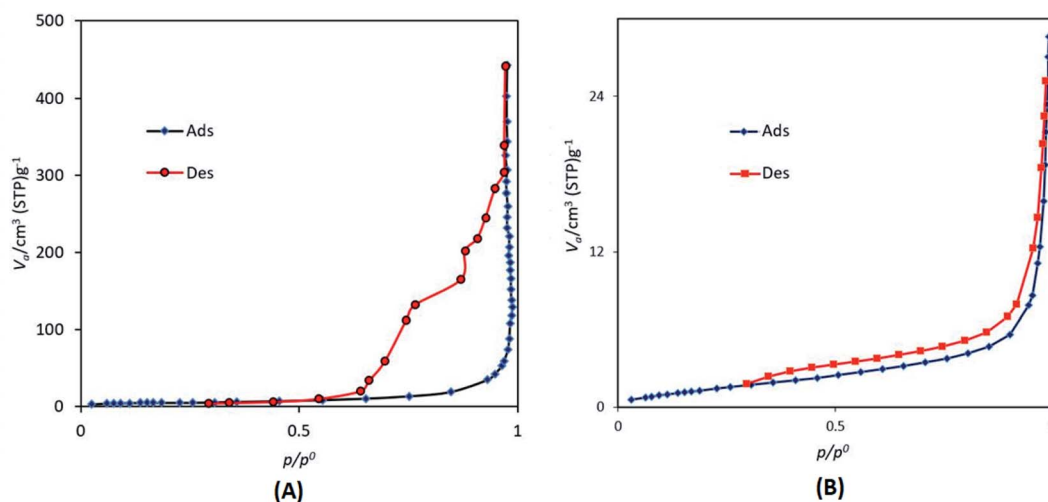 500
400
300
200
100
0
Vₐ/cm³ (STP)g⁻¹
Ads
Des
0
0.5
1
p/p⁰
(A)
24
12
0
Vₐ/cm³ (STP)g⁻¹
Ads
Des
0
0.5
p/p⁰
(B)